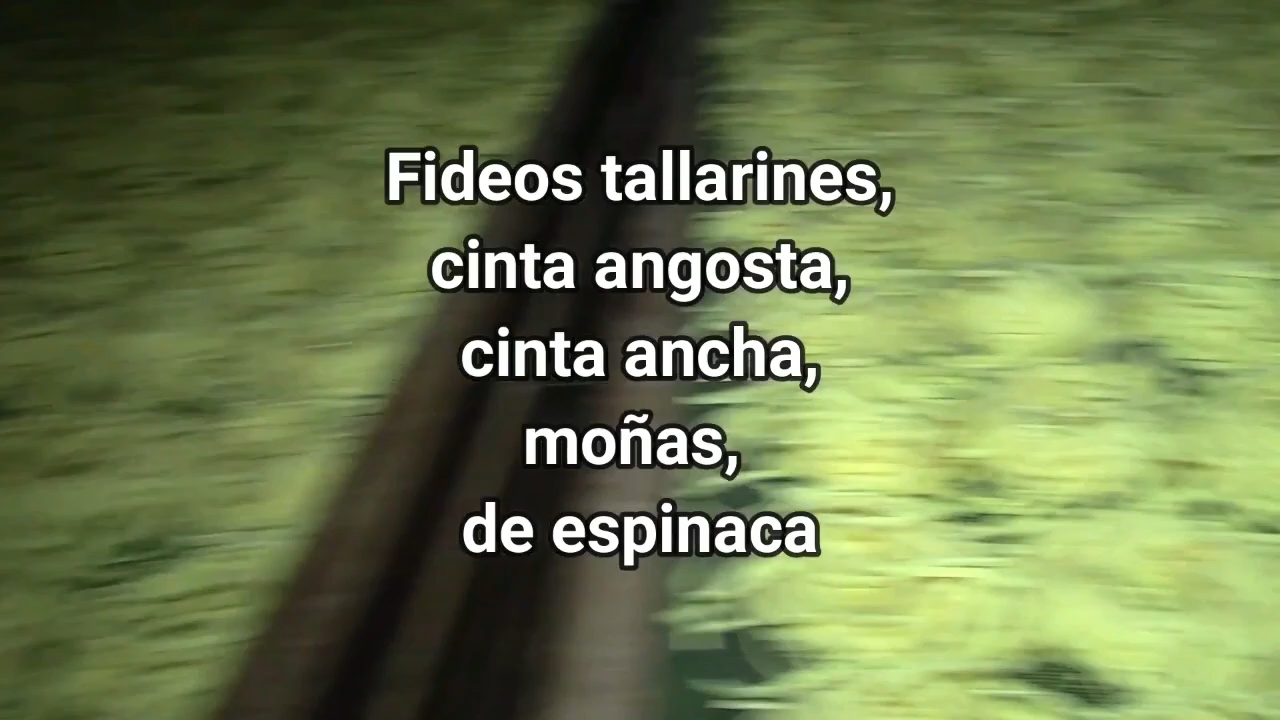 Fideos tallarines,
cinta angosta,
cinta ancha,
moñas,
de espinaca